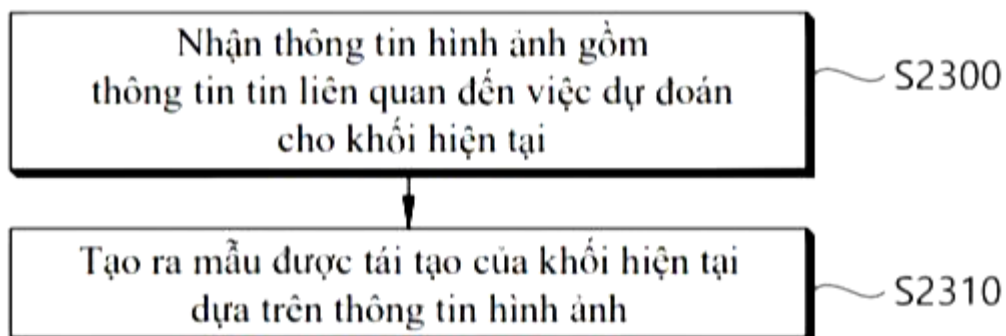 Nhận thông tin hình ảnh gồm
thông tin tin liên quan đến việc dự đoán
cho khối hiện tại
S2300
Tạo ra mẫu được tái tạo của khối hiện tại
dựa trên thông tin hình ảnh
S2310